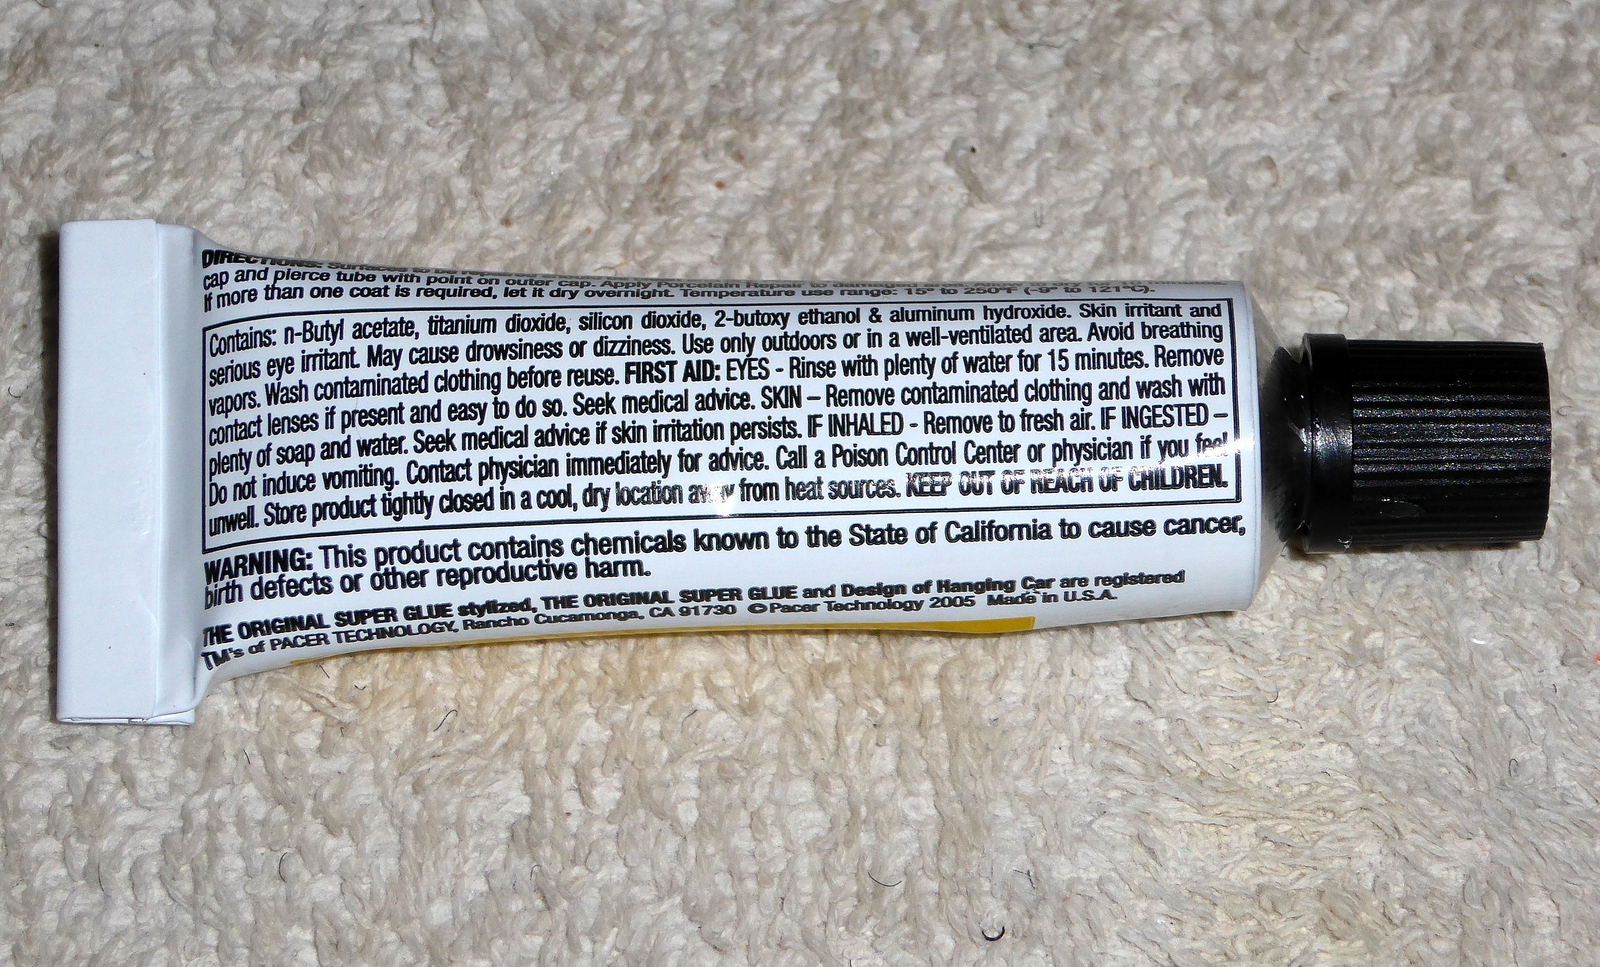 DIRECTIONS: Surfaces to be
cap and pierce tube with point on outer cap. Apply Porcelain Repair to
If more than one coat is required, let it dry overnight. Temperature use range: 15° to 250°F (-9° to 121°C).
Contains: n-Butyl acetate, titanium dioxide, silicon dioxide, 2-butoxy ethanol & aluminum hydroxide. Skin irritant and
serious eye irritant. May cause drowsiness or dizziness. Use only outdoors or in a well-ventilated area. Avoid breathing
vapors. Wash contaminated clothing before reuse. FIRST AID: EYES - Rinse with plenty of water for 15 minutes. Remove
contact lenses if present and easy to do so. Seek medical advice. SKIN – Remove contaminated clothing and wash with
plenty of soap and water. Seek medical advice if skin irritation persists. IF INHALED - Remove to fresh air. IF INGESTED –
Do not induce vomiting. Contact physician immediately for advice. Call a Poison Control Center or physician if you feel
unwell. Store product tightly closed in a cool, dry location away from heat sources. KEEP OUT OF REACH OF CHILDREN.
WARNING: This product contains chemicals known to the State of California to cause cancer,
birth defects or other reproductive harm.
THE ORIGINAL SUPER GLUE stylized, THE ORIGINAL SUPER GLUE and Design of Hanging Car are registered
TM's of PACER TECHNOLOGY, Rancho Cucamonga, CA 91730 ©Pacer Technology 2005 Made in U.S.A.